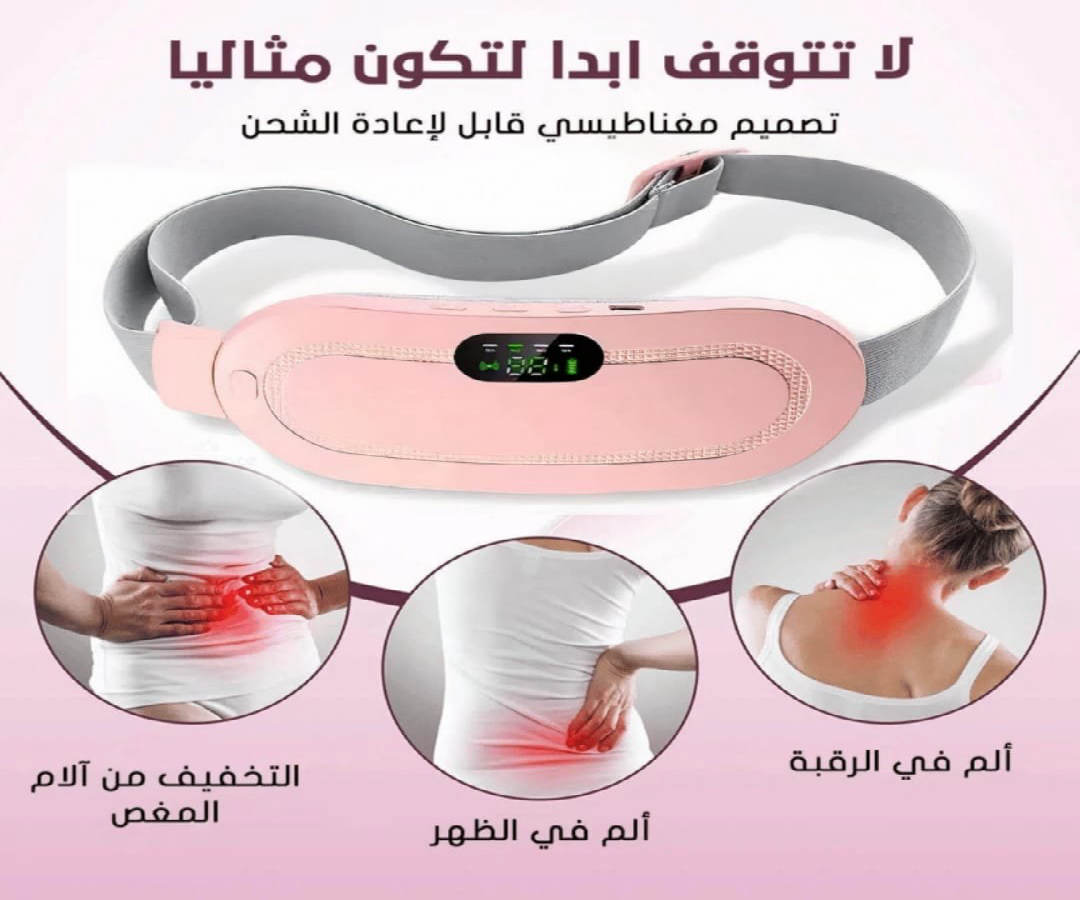 لا تتوقف ابدا لتكون مثاليا
تصميم مغناطيسي قابل لإعادة الشحن
ألم في الرقبة
التخفيف من آلام
المغص
ألم في الظهر